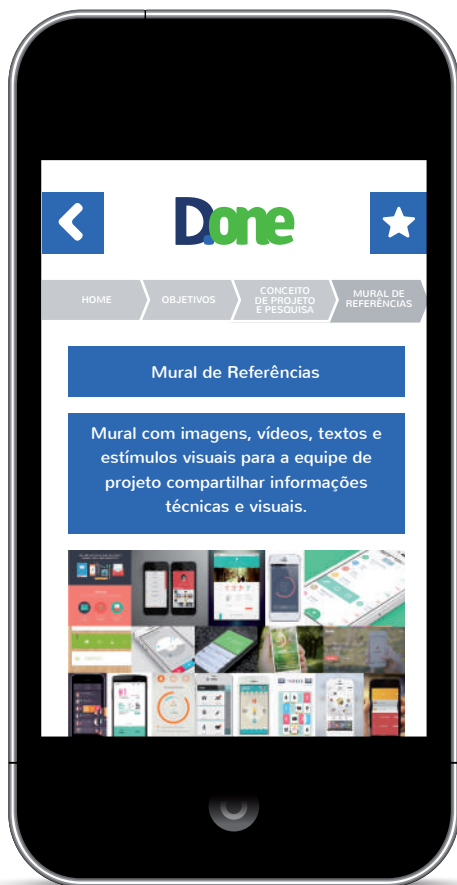 D.one
HOME
OBJETIVOS
CONCEITO
DE PROJETO
E PESQUISA
MURAL DE
REFERÊNCIAS
Mural de Referências
Mural com imagens, vídeos, textos e
estímulos visuais para a equipe de
projeto compartilhar informações
técnicas e visuais.